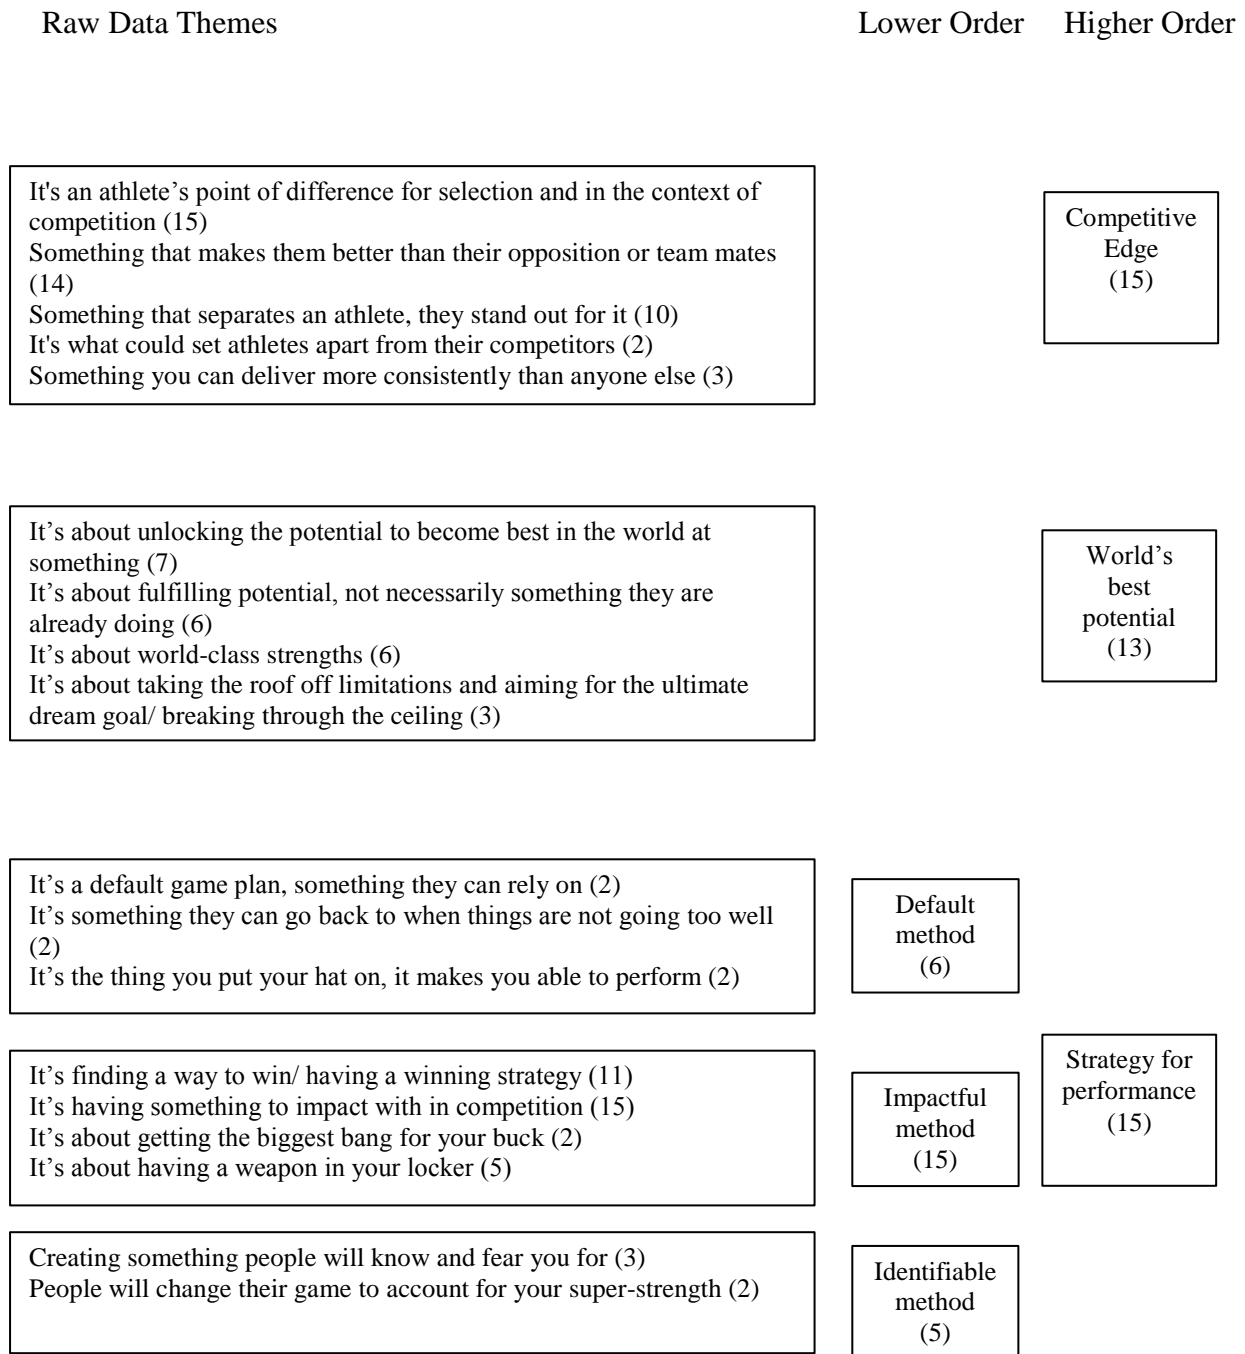 Raw Data Themes
Lower Order
Higher Order
It's an athlete’s point of difference for selection and in the context of
competition (15)
Something that makes them better than their opposition or team mates
(14)
Something that separates an athlete, they stand out for it (10)
It's what could set athletes apart from their competitors (2)
Something you can deliver more consistently than anyone else (3)
Competitive
Edge
(15)
It’s about unlocking the potential to become best in the world at
something (7)
It’s about fulfilling potential, not necessarily something they are
already doing (6)
It’s about world-class strengths (6)
It’s about taking the roof off limitations and aiming for the ultimate
dream goal/ breaking through the ceiling (3)
World’s
best
potential
(13)
It’s a default game plan, something they can rely on (2)
It’s something they can go back to when things are not going too well
(2)
It’s the thing you put your hat on, it makes you able to perform (2)
Default
method
(6)
It’s finding a way to win/ having a winning strategy (11)
It’s having something to impact with in competition (15)
It’s about getting the biggest bang for your buck (2)
It’s about having a weapon in your locker (5)
Impactful
method
(15)
Strategy for
performance
(15)
Creating something people will know and fear you for (3)
People will change their game to account for your super-strength (2)
Identifiable
method
(5)